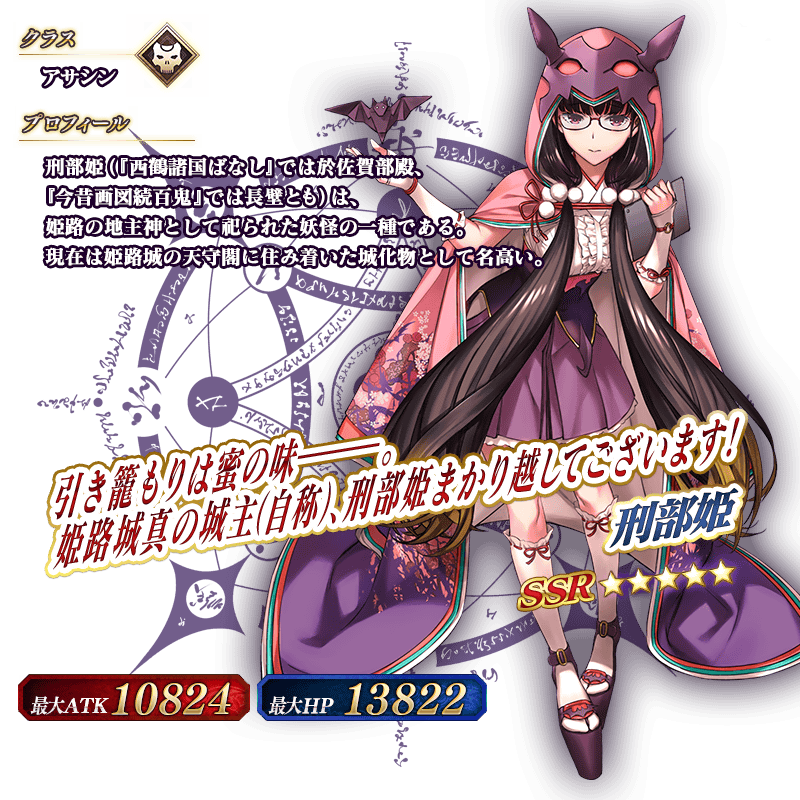 クラス
アサシン
プロフィール
刑部姫(『西鶴諸国ばなし』では於佐賀部殿、
『今昔画図続百鬼』では長壁とも)は、
姫路の地主神として祀られた妖怪の一種である。
現在は姫路城の天守閣に住み着いた城化物として名高い。
引き籠もりは蜜の味――。
姫路城真の城主(自称)、刑部姫まかり越してございます!
刑部姫
SSR ★★★★★
最大ATK 10824
最大HP 13822